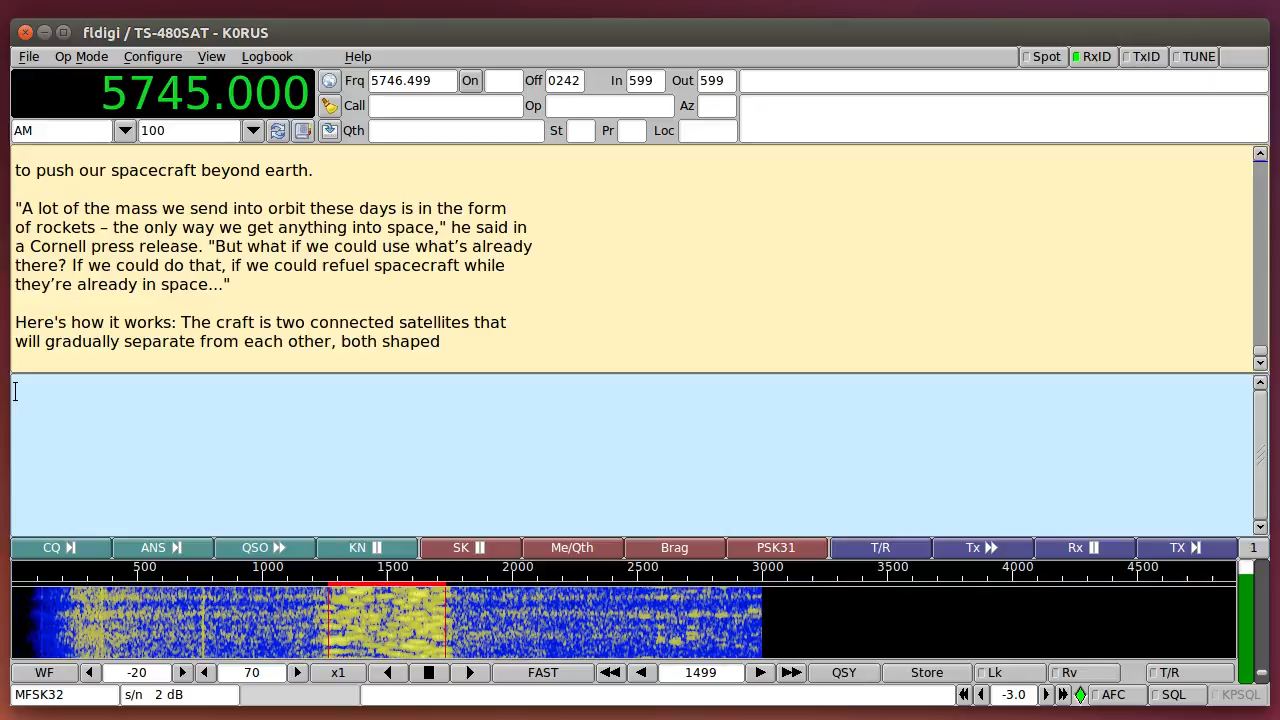 fldigi / TS-480SAT - K0RUS
File Op Mode Configure View Logbook Help Spot RxID TxID TUNE
5745.000 Frq 5746.499 On Off 0242 In 599 Out 599
Call Op Az
AM 100 Qth St Pr Loc
to push our spacecraft beyond earth.
"A lot of the mass we send into orbit these days is in the form
of rockets – the only way we get anything into space," he said in
a Cornell press release. "But what if we could use what’s already
there? If we could do that, if we could refuel spacecraft while
they’re already in space..."
Here's how it works: The craft is two connected satellites that
will gradually separate from each other, both shaped
CQ ANS QSO KN SK Me/Qth Brag PSK31 T/R Tx Rx TX 1
500 1000 1500 2000 2500 3000 3500 4000 4500
WF -20 70 x1 FAST 1499 QSY Store Lk Rv T/R
MFSK32 s/n 2 dB -3.0 AFC SQL KPSQL